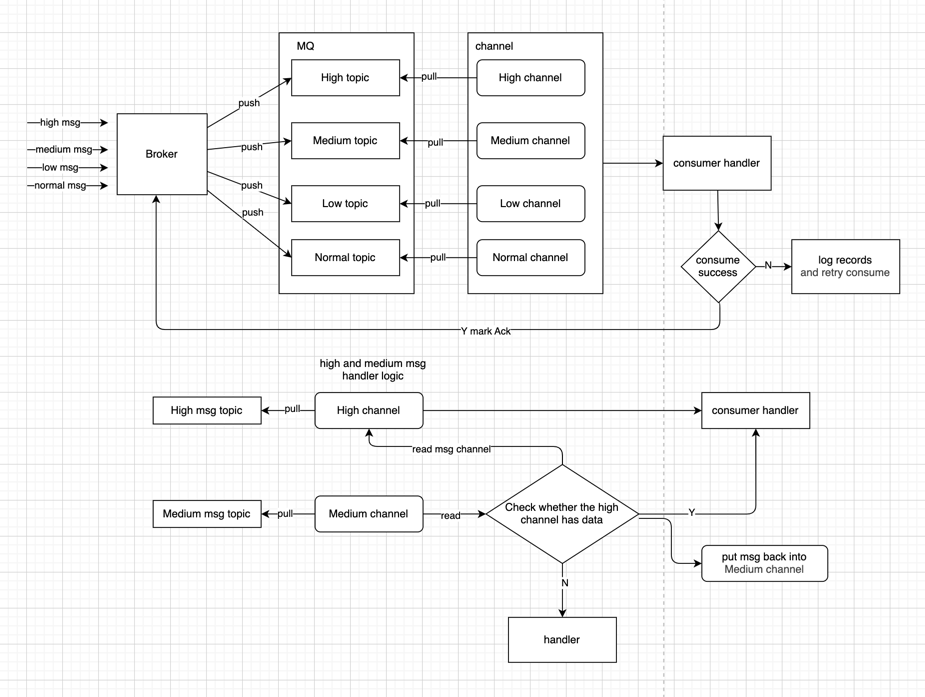 MQ
channel
High topic
pull
High channel
push
high msg
medium msg
low msg
normal msg
Broker
push
Medium topic
pull
Medium channel
consumer handler
push
Low topic
pull
Low channel
push
Normal topic
pull
Normal channel
consume
success
N
log records
and retry consume
Y mark Ack
high and medium msg
handler logic
High msg topic
pull
High channel
consumer handler
read msg channel
Medium msg topic
pull
Medium channel
read
Check whether the high
channel has data
Y
put msg back into
Medium channel
N
handler